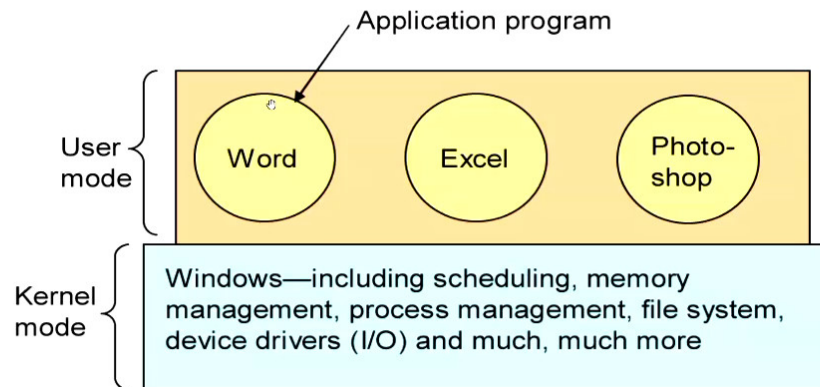 Application program
User
mode
Word
Excel
Photo-
shop
Kernel
mode
Windows—including scheduling, memory
management, process management, file system,
device drivers (I/O) and much, much more